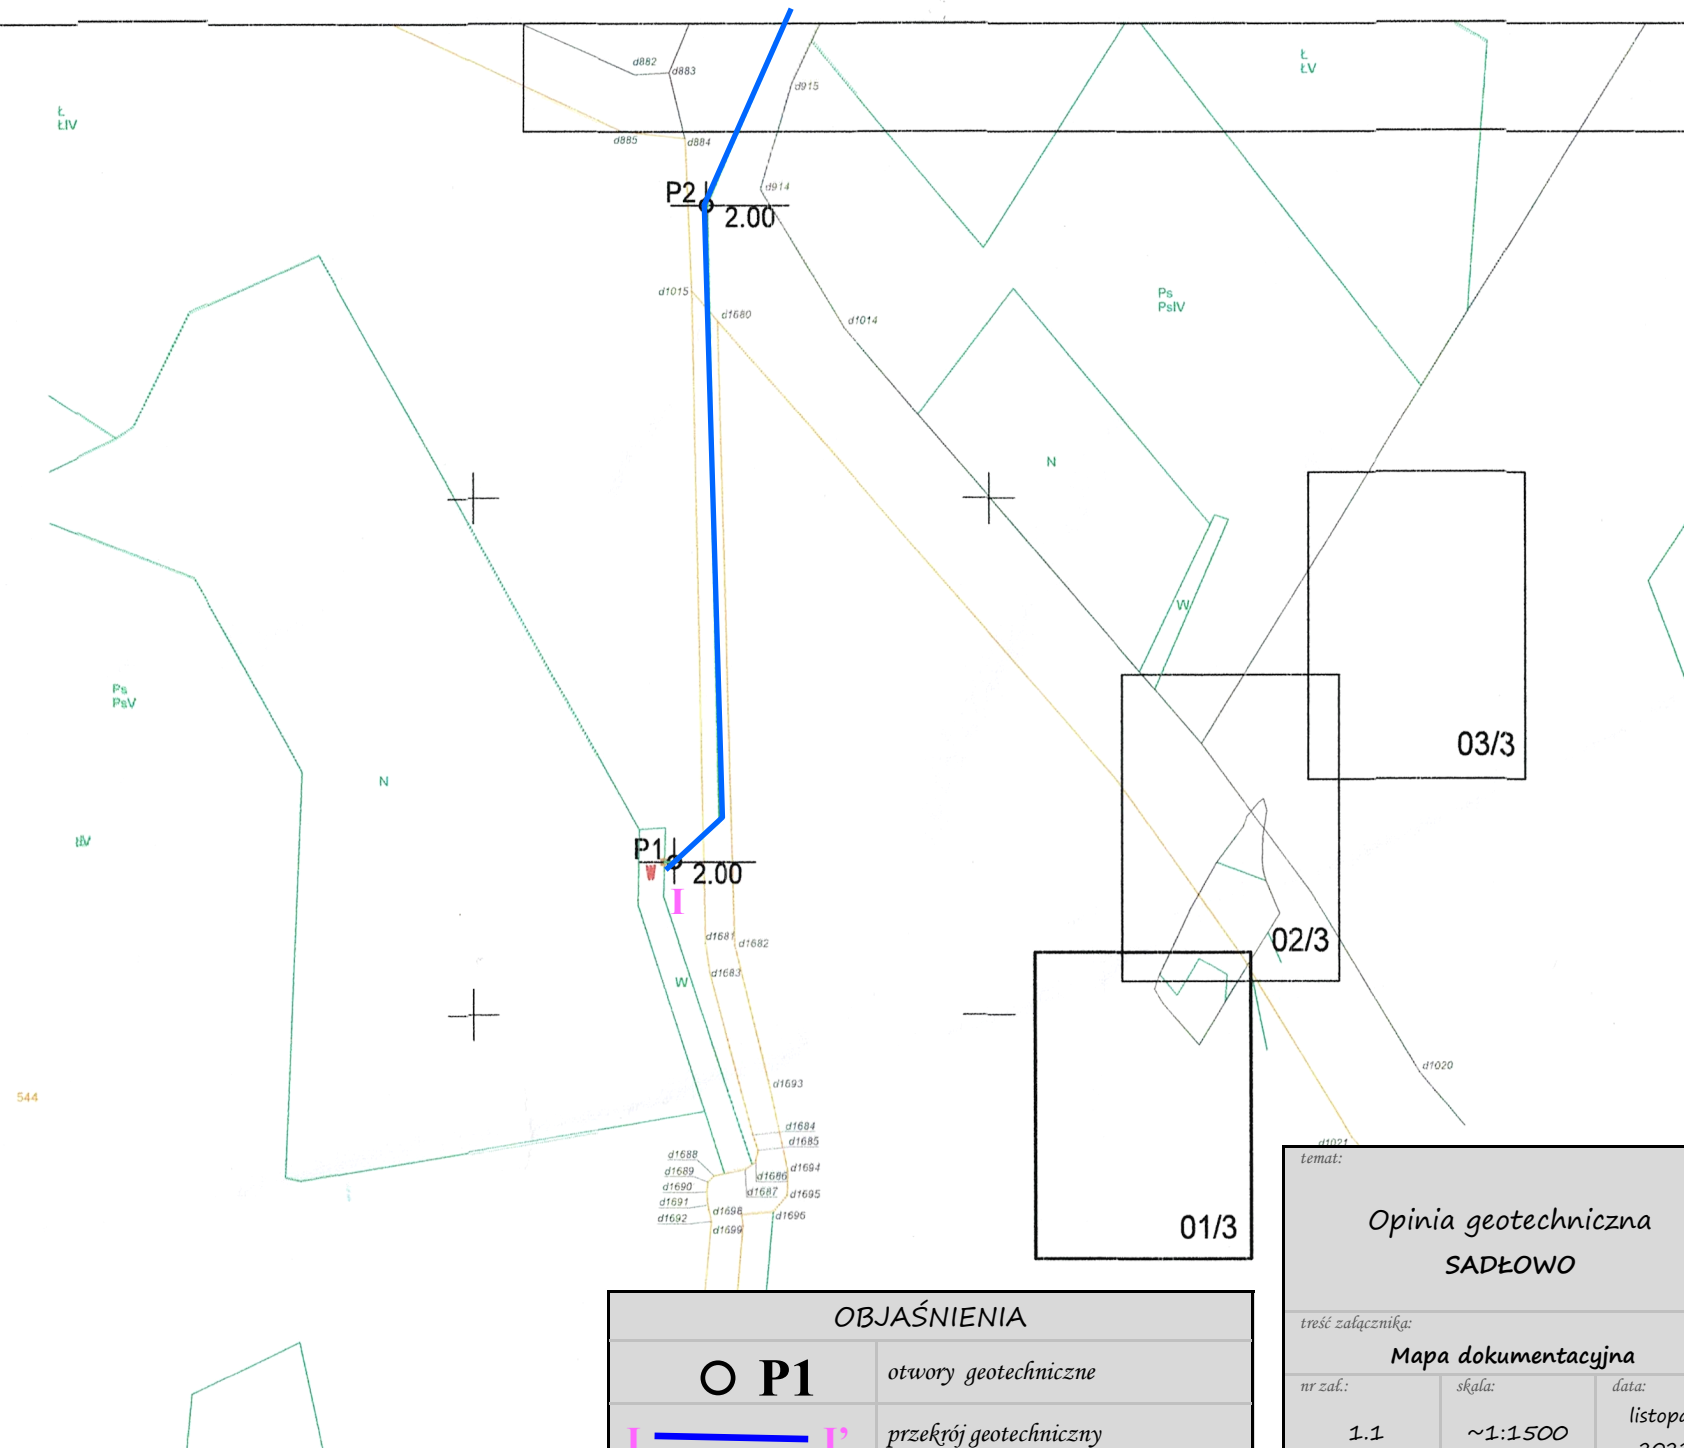 d882
d883
d915
Ł
ŁV
Ł
ŁIV
d885
d884
P2
d914
2.00
d1015
d1680
d1014
Ps
PsIV
N
W
Ps
PsV
03/3
N
P1
W
2.00
I
d1681
d1682
02/3
d1683
W
d1020
d1693
544
d1684
d1685
d1021
d1688
d1689
d1690
d1691
d1692
d1686
d1687
d1694
d1695
d1698
d1699
d1696
01/3
temat:
Opinia geotechniczna
SADŁOWO
treść załącznika:
Mapa dokumentacyjna
nr zał.:
skala:
data:
1.1
~1:1500
OBJAŚNIENIA
P1
otwory geotechniczne
I
I'
przekrój geotechniczny